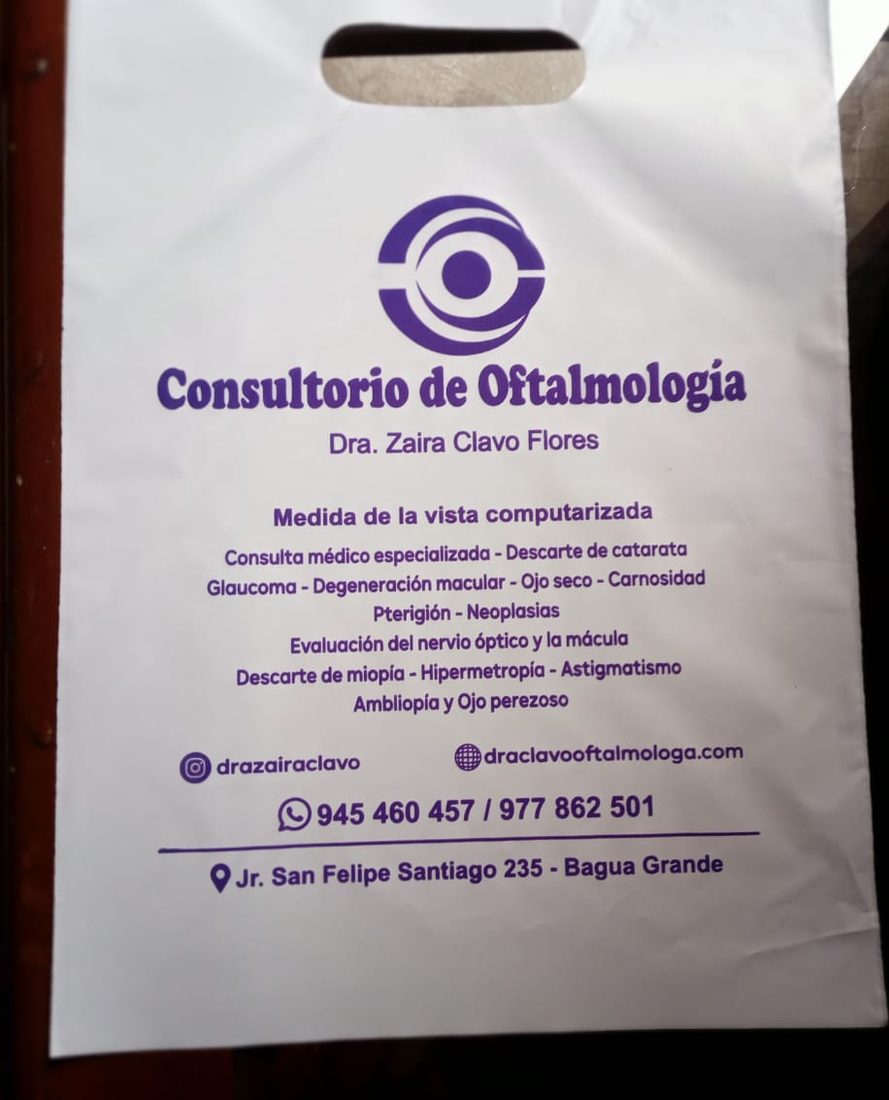 Consultorio de Oftalmología
Dra. Zaira Clavo Flores
Medida de la vista computarizada
Consulta médico especializada - Descarte de catarata
Glaucoma - Degeneración macular - Ojo seco - Carnosidad
Pterigión - Neoplasias
Evaluación del nervio óptico y la mácula
Descarte de miopía - Hipermetropía - Astigmatismo
Ambliopía y Ojo perezoso
drazairaclavo
draclavooftalmologa.com
945 460 457 / 977 862 501
Jr. San Felipe Santiago 235 - Bagua Grande